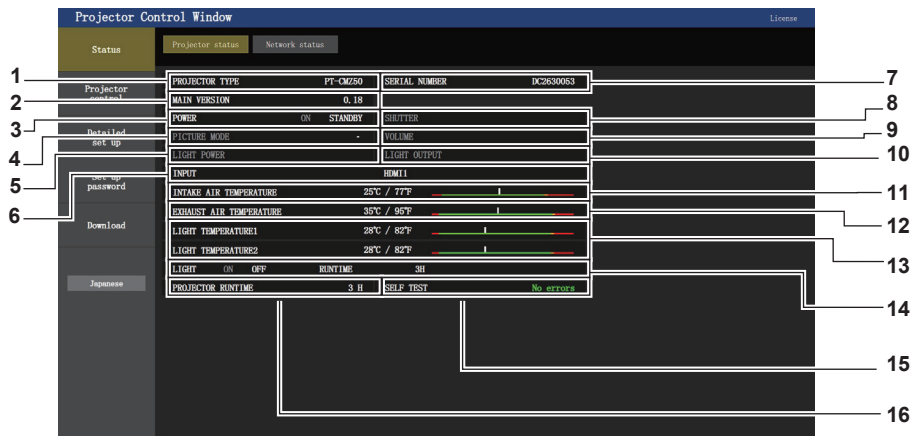 Projector Control Window
License
Status
Projector status
Network status
1
PROJECTOR TYPE PT-CMZ50
SERIAL NUMBER DC2630053
7
Projector
control
2
MAIN VERSION 0.18
8
3
POWER ON STANDBY
SHUTTER
9
Detailed
set up
4
PICTURE MODE -
VOLUME
10
5
LIGHT POWER
LIGHT OUTPUT
Set up
password
6
INPUT HDMI1
INTAKE AIR TEMPERATURE 25℃ / 77℉
11
EXHAUST AIR TEMPERATURE 35℃ / 95℉
12
Download
LIGHT TEMPERATURE1 28℃ / 82℉
LIGHT TEMPERATURE2 28℃ / 82℉
13
LIGHT ON OFF RUNTIME 3H
14
Japanese
PROJECTOR RUNTIME 3 H
SELF TEST No errors
15
16